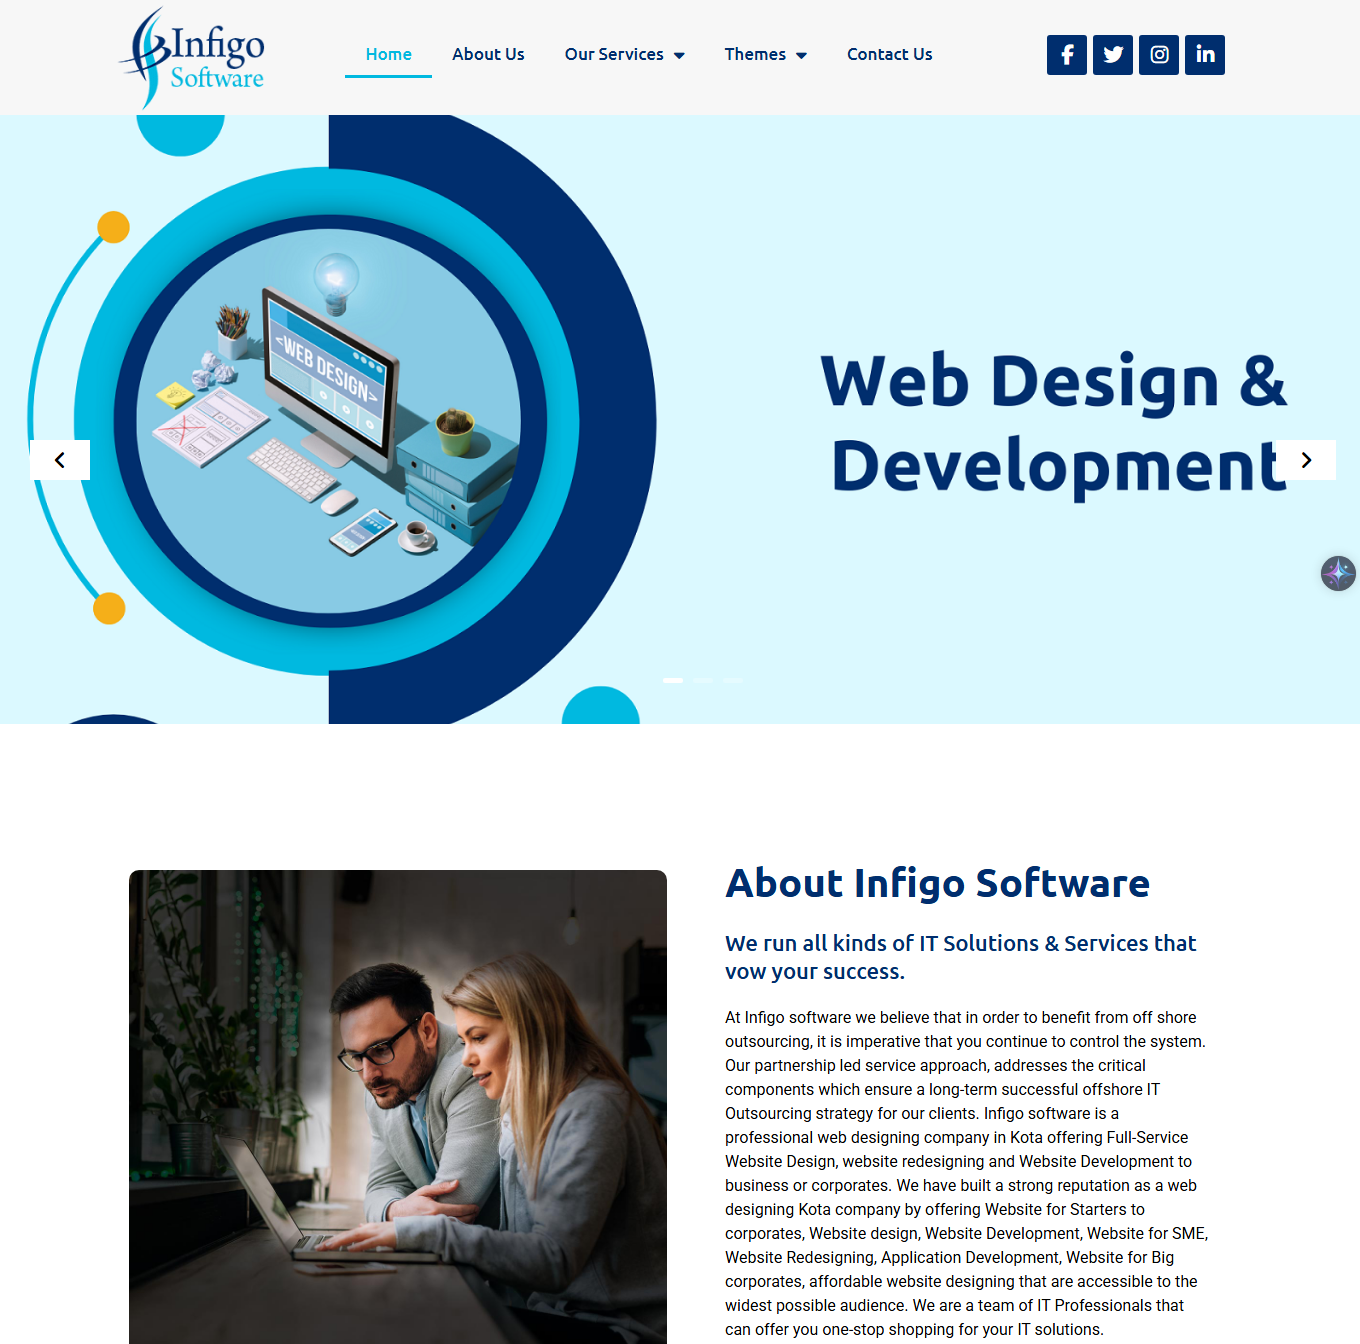 Infigo
Software
Home
About Us
Our Services
Themes
Contact Us
<WEB DESIGN>
Web Design &
Development
About Infigo Software
We run all kinds of IT Solutions & Services that
vow your success.
At Infigo software we believe that in order to benefit from off shore
outsourcing, it is imperative that you continue to control the system.
Our partnership led service approach, addresses the critical
components which ensure a long-term successful offshore IT
Outsourcing strategy for our clients. Infigo software is a
professional web designing company in Kota offering Full-Service
Website Design, website redesigning and Website Development to
business or corporates. We have built a strong reputation as a web
designing Kota company by offering Website for Starters to
corporates, Website design, Website Development, Website for SME,
Website Redesigning, Application Development, Website for Big
corporates, affordable website designing that are accessible to the
widest possible audience. We are a team of IT Professionals that
can offer you one-stop shopping for your IT solutions.